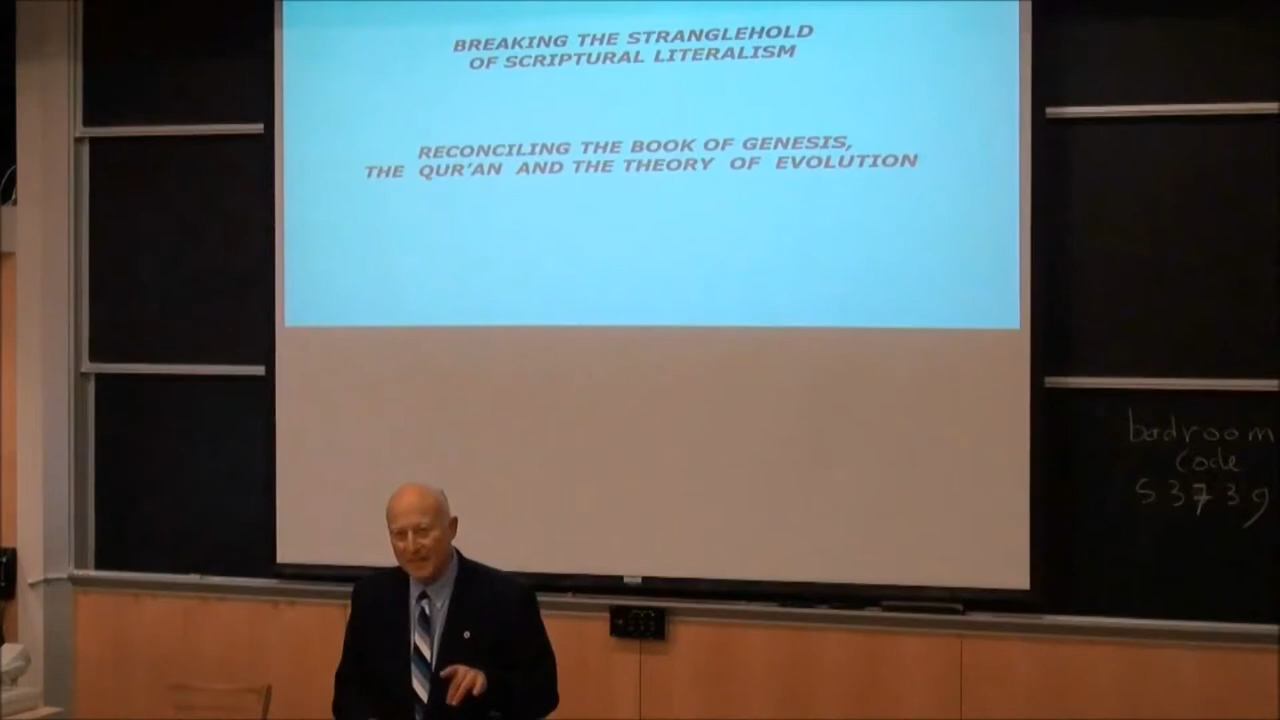 BREAKING THE STRANGLEHOLD
OF SCRIPTURAL LITERALISM
RECONCILING THE BOOK OF GENESIS,
THE QUR'AN AND THE THEORY OF EVOLUTION
badroom
code
53739